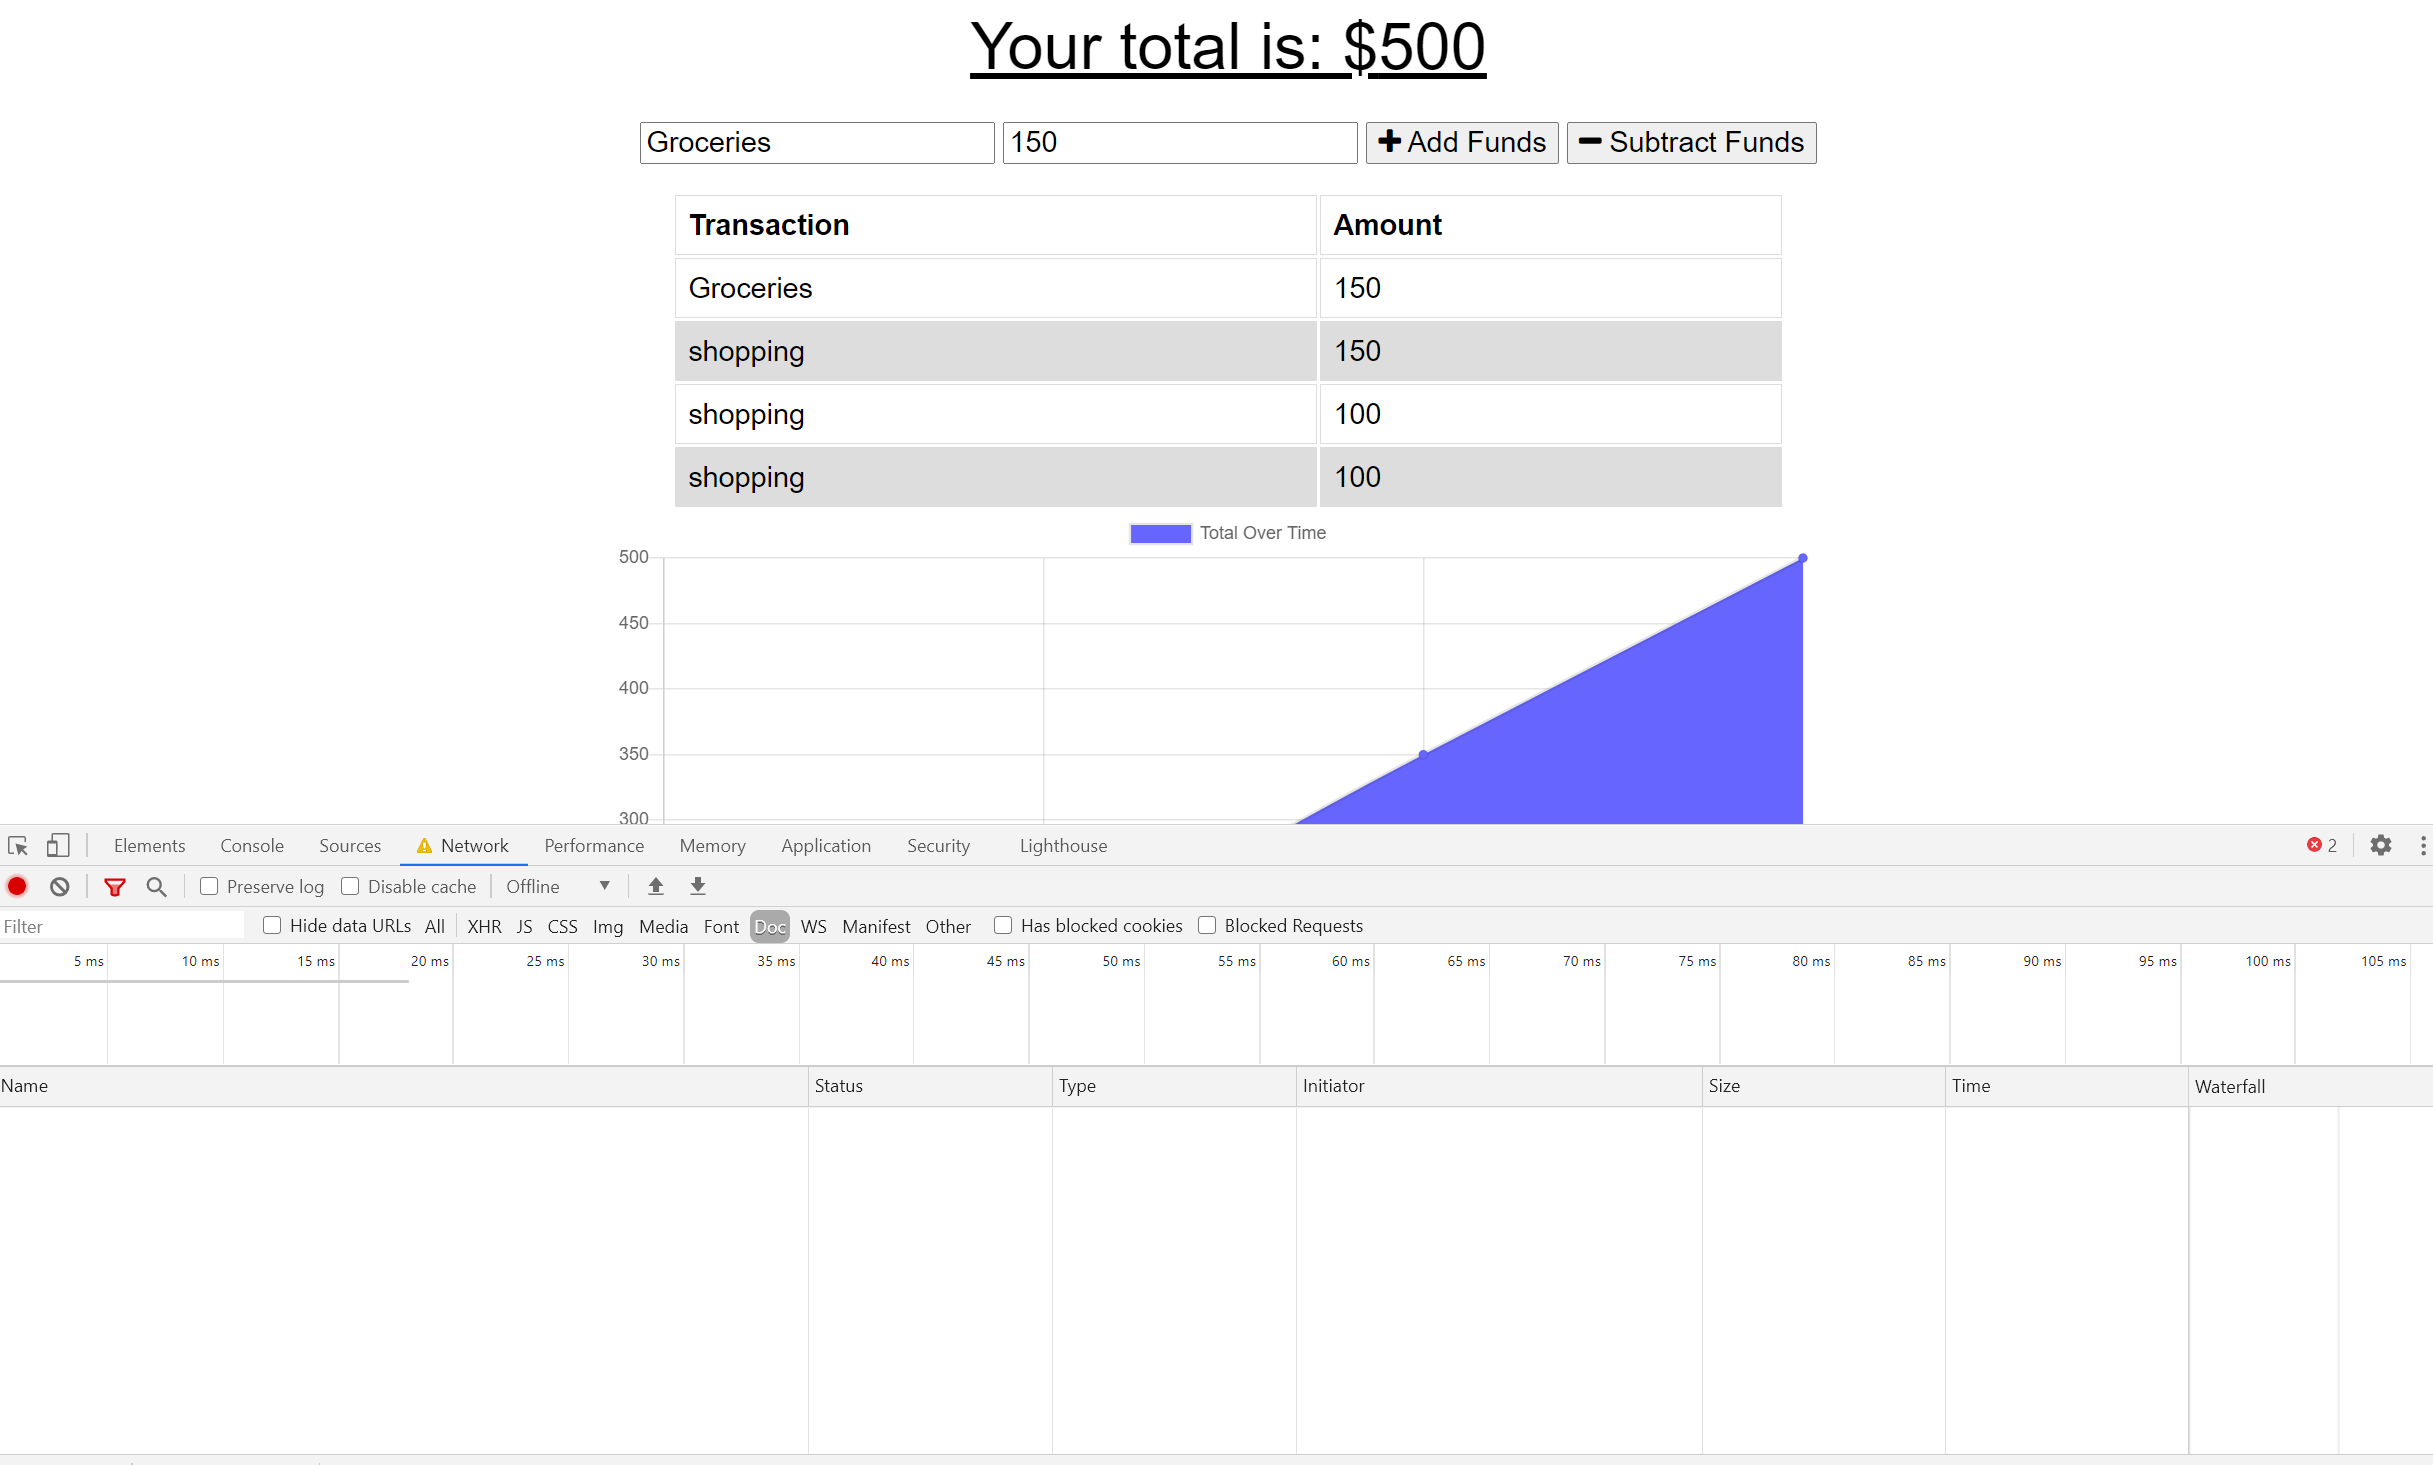 Your total is: $500
Groceries 150 Add Funds Subtract Funds
Transaction Amount
Groceries 150
shopping 150
shopping 100
shopping 100
Total Over Time
500
450
400
350
300
Elements Console Sources Network Performance Memory Application Security Lighthouse 2
Preserve log Disable cache Offline
Filter Hide data URLs All XHR JS CSS Img Media Font Doc WS Manifest Other Has blocked cookies Blocked Requests
5 ms 10 ms 15 ms 20 ms 25 ms 30 ms 35 ms 40 ms 45 ms 50 ms 55 ms 60 ms 65 ms 70 ms 75 ms 80 ms 85 ms 90 ms 95 ms 100 ms 105 ms
Name Status Type Initiator Size Time Waterfall